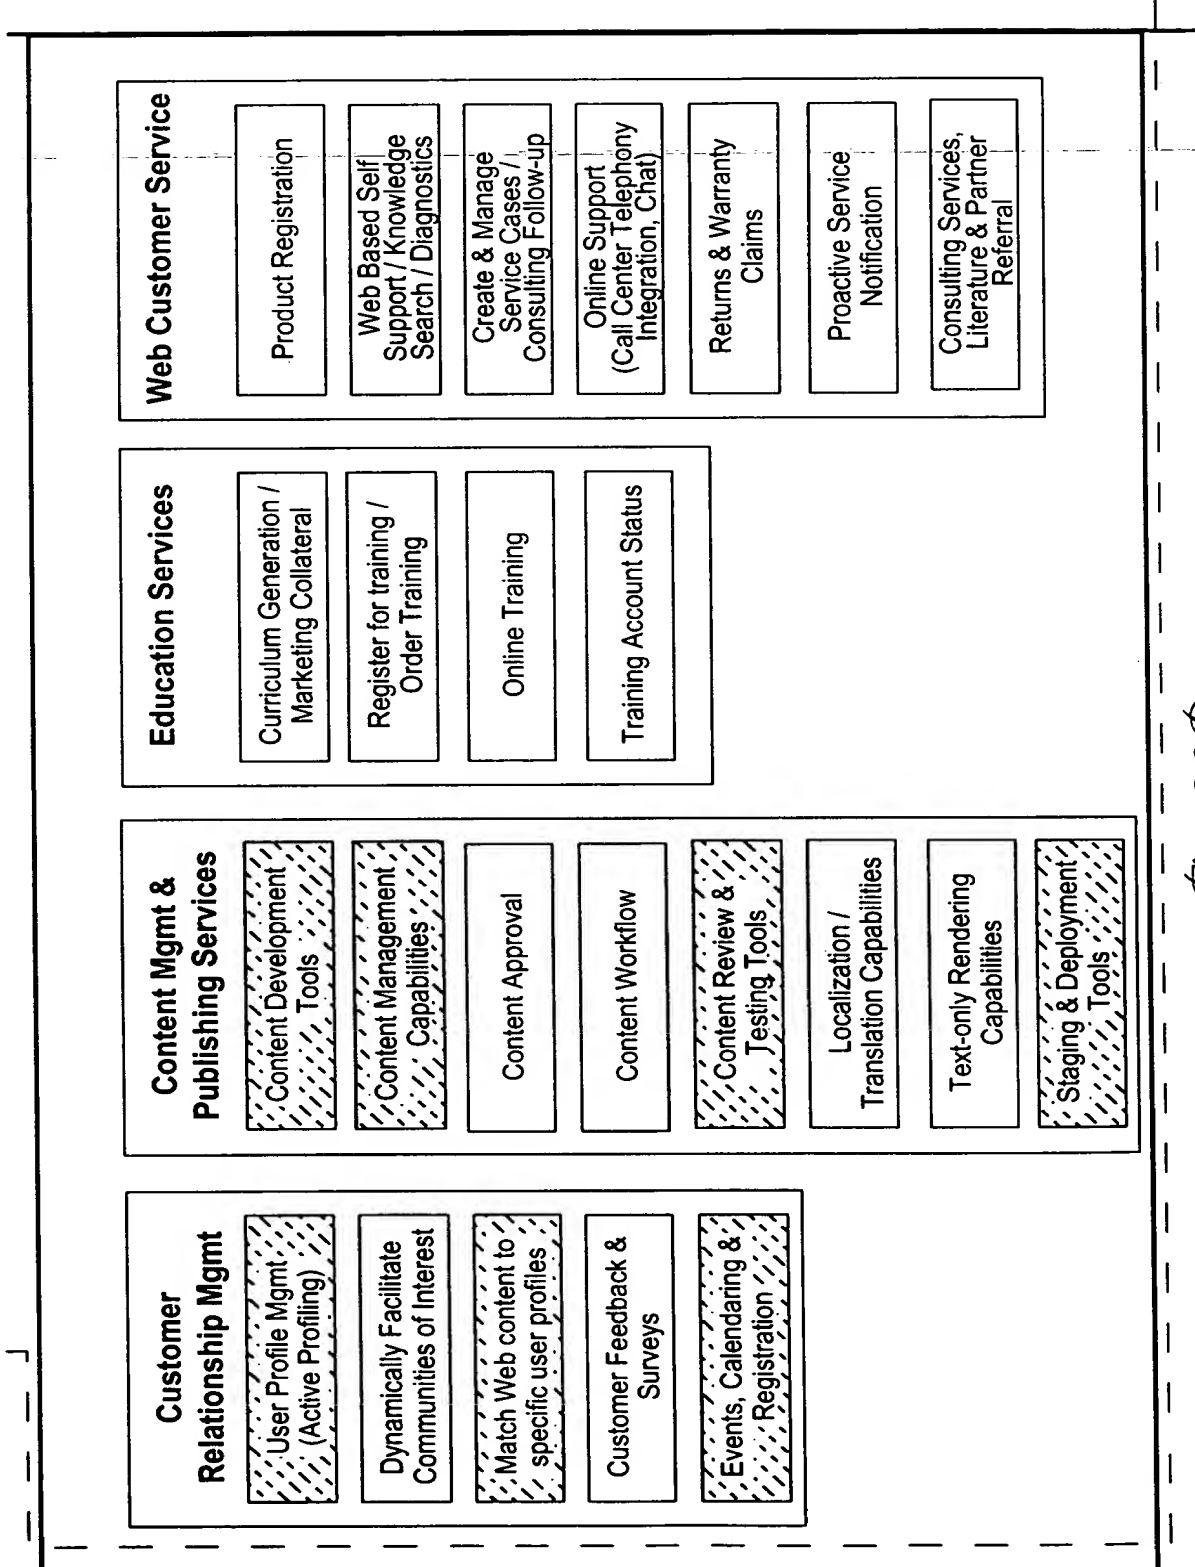 Customer
Relationship Mgmt
User Profile Mgmt
(Active Profiling)
Dynamically Facilitate
Communities of Interest
Match Web content to
specific user profiles
Customer Feedback &
Surveys
Events, Calendaring &
Registration
Content Mgmt &
Publishing Services
Content Development
Tools
Content Management
Capabilities
Content Approval
Content Workflow
Content Review &
Testing Tools
Localization /
Translation Capabilities
Text-only Rendering
Capabilities
Staging & Deployment
Tools
Education Services
Curriculum Generation /
Marketing Collateral
Register for training /
Order Training
Online Training
Training Account Status
Web Customer Service
Product Registration
Web Based Self
Support / Knowledge
Search / Diagnostics
Create & Manage
Service Cases /
Consulting Follow-up
Online Support
(Call Center Telephony
Integration, Chat)
Returns & Warranty
Claims
Proactive Service
Notification
Consulting Services,
Literature & Partner
Referral